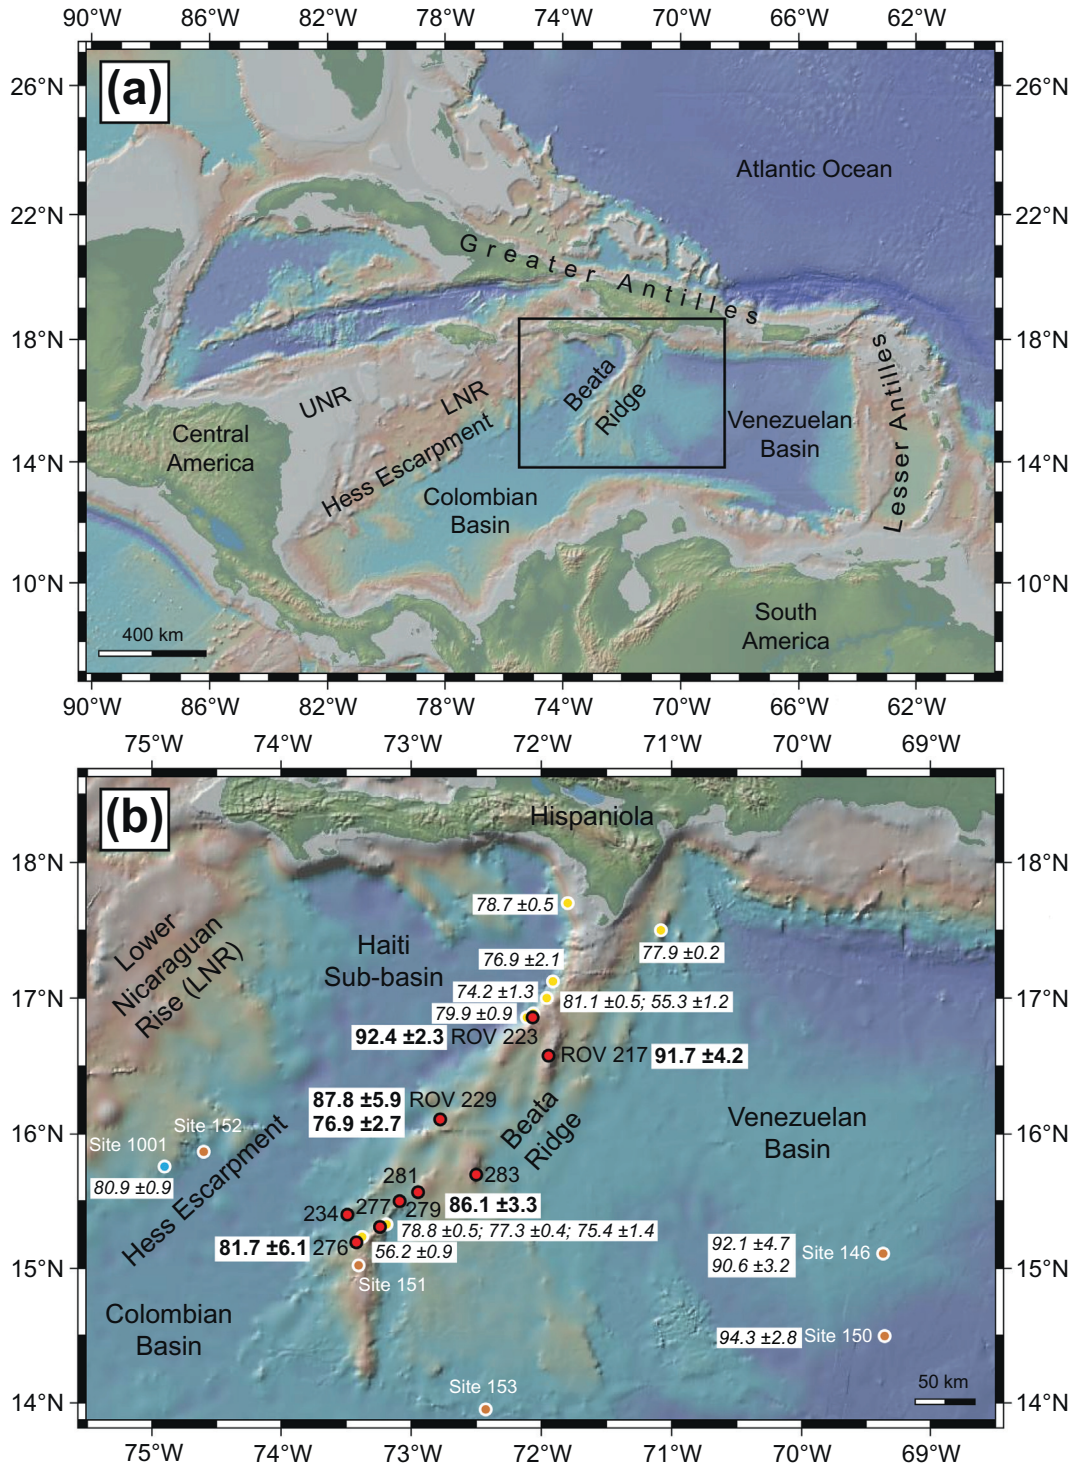 90°W 86°W 82°W 78°W 74°W 70°W 66°W 62°W
(a)
26°N 26°N
Atlantic Ocean
22°N 22°N
Greater Antilles
18°N 18°N
Beata
Ridge
UNR
LNR
Lesser Antilles
Venezuelan
Basin
Central
America
Hess Escarpment
14°N 14°N
Colombian
Basin
10°N 10°N
South
America
400 km
90°W 86°W 82°W 78°W 74°W 70°W 66°W 62°W
75°W 74°W 73°W 72°W 71°W 70°W 69°W
(b)
Hispaniola
18°N 18°N
78.7 ±0.5
Lower
Nicaraguan
Rise (LNR)
Haiti
Sub-basin
77.9 ±0.2
76.9 ±2.1
74.2 ±1.3
17°N 17°N
81.1 ±0.5; 55.3 ±1.2
79.9 ±0.9
92.4 ±2.3 ROV 223
ROV 217 91.7 ±4.2
87.8 ±5.9 ROV 229
76.9 ±2.7
Beata
Ridge
Venezuelan
Basin
Site 152
16°N 16°N
Site 1001
80.9 ±0.9
Hess Escarpment
281
283
277
279
86.1 ±3.3
234
78.8 ±0.5; 77.3 ±0.4; 75.4 ±1.4
81.7 ±6.1 276
56.2 ±0.9
92.1 ±4.7
90.6 ±3.2
Site 146
15°N 15°N
Site 151
Colombian
Basin
94.3 ±2.8 Site 150
Site 153
50 km
14°N 14°N
75°W 74°W 73°W 72°W 71°W 70°W 69°W